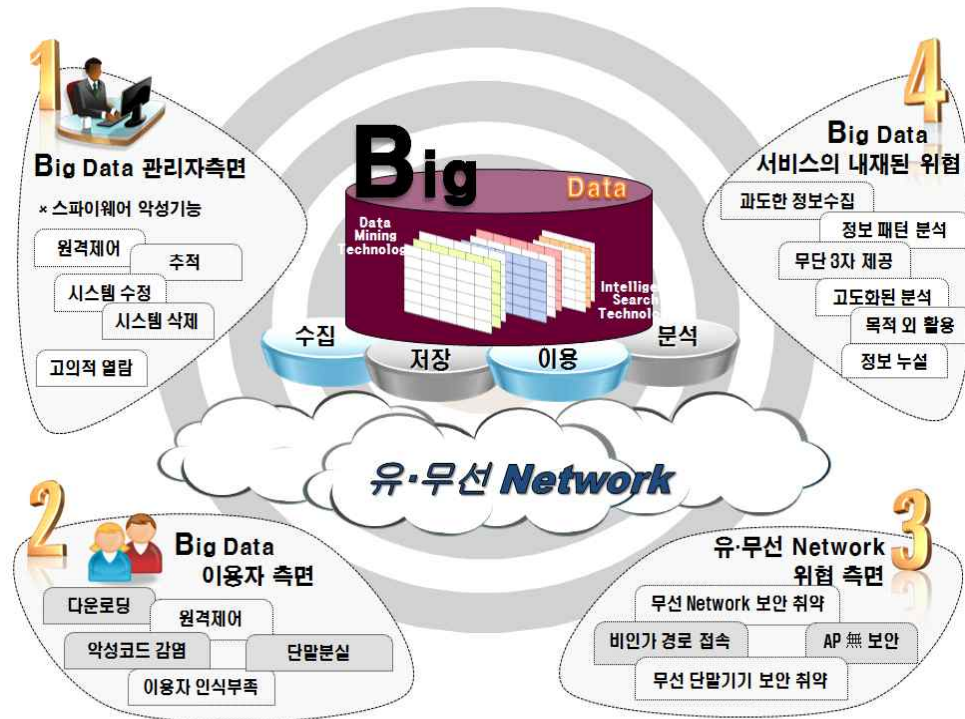 1
Big Data 관리자측면
× 스파이웨어 악성기능
원격제어
추적
시스템 수정
시스템 삭제
고의적 열람
Big
Data
Data
Mining
Technolog
Intellige
Search
Technolo
수집
저장
이용
분석
유·무선 Network
4
Big Data
서비스의 내재된 위협
과도한 정보수집
정보 패턴 분석
무단 3자 제공
고도화된 분석
목적 외 활용
정보 누설
2
Big Data
이용자 측면
다운로딩
원격제어
악성코드 감염
단말분실
이용자 인식부족
3
유·무선 Network
위협 측면
무선 Network 보안 취약
비인가 경로 접속
AP 無 보안
무선 단말기기 보안 취약